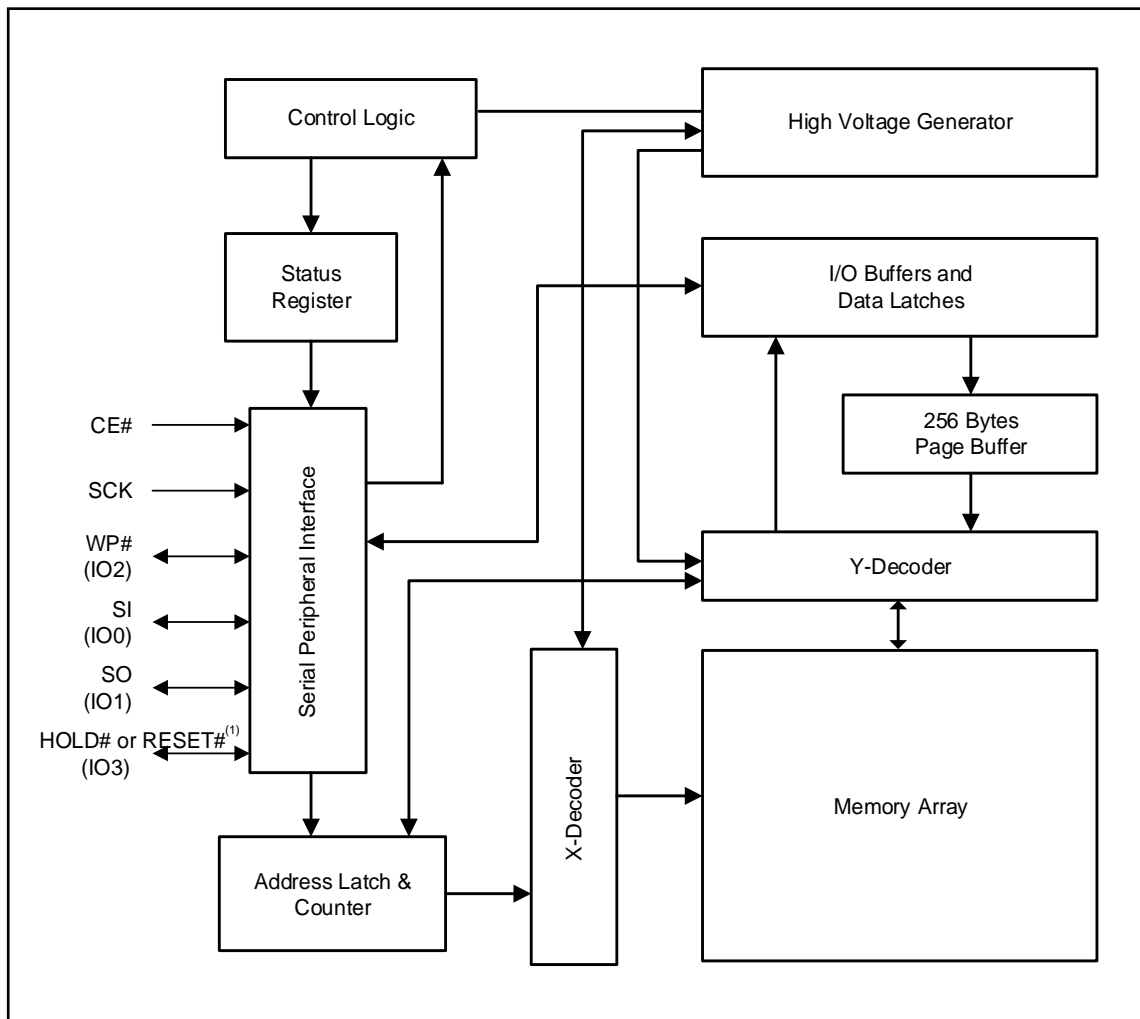 Control Logic
High Voltage Generator
Status
Register
I/O Buffers and
Data Latches
256 Bytes
Page Buffer
Y-Decoder
CE#
SCK
WP#
(IO2)
SI
(IO0)
SO
(IO1)
HOLD# or RESET#(1)
(IO3)
Serial Peripheral Interface
X-Decoder
Memory Array
Address Latch &
Counter